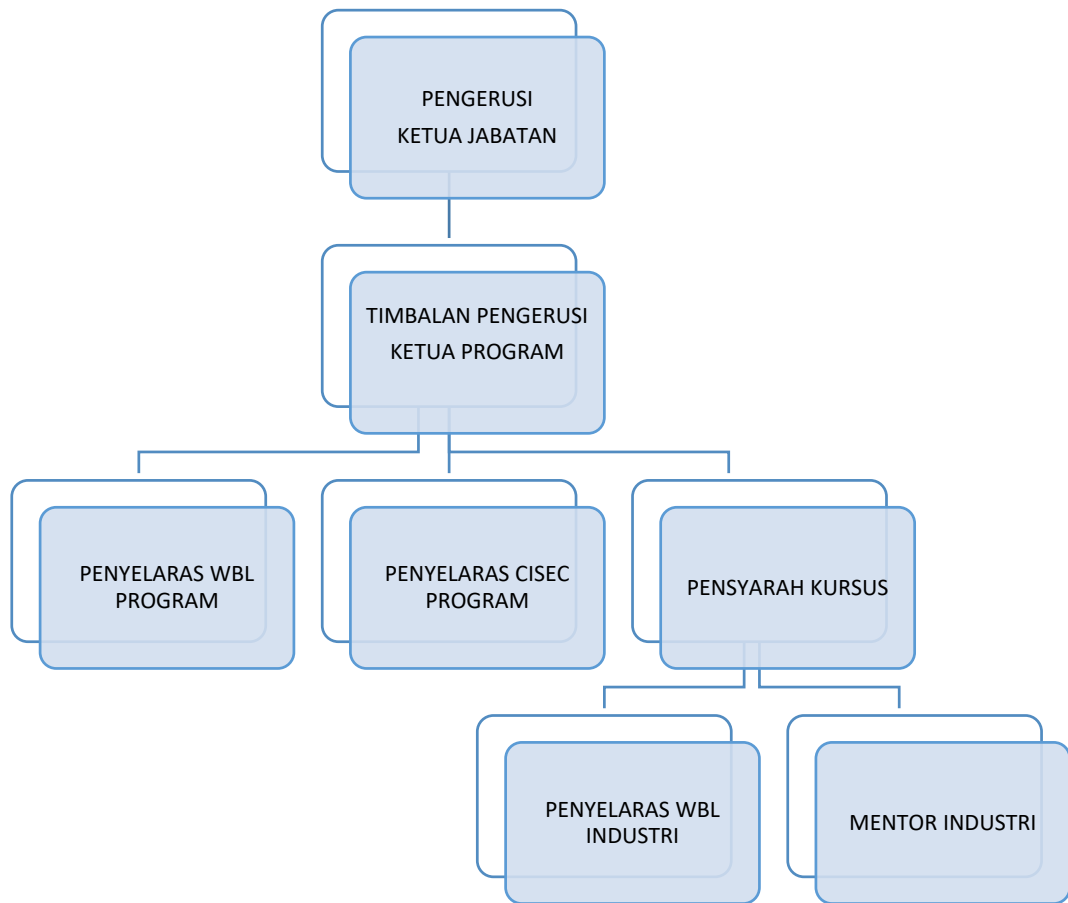 PENGERUSI
KETUA JABATAN
TIMBALAN PENGERUSI
KETUA PROGRAM
PENYELARAS WBL
PROGRAM
PENYELARAS CISEC
PROGRAM
PENSYARAH KURSUS
PENYELARAS WBL
INDUSTRI
MENTOR INDUSTRI